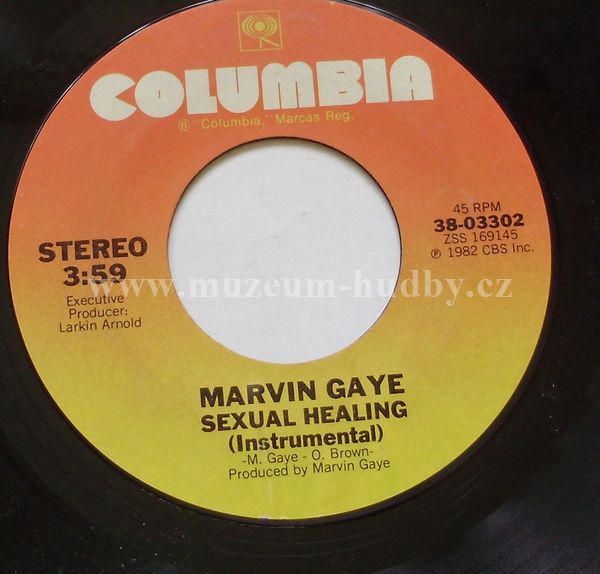 COLUMBIA
® "Columbia," Marcas Reg.
STEREO
3:59
Executive
Producer:
Larkin Arnold
45 RPM
38-03302
ZSS 169145
℗ 1982 CBS Inc.
www.muzeum-hudby.cz
MARVIN GAYE
SEXUAL HEALING
(Instrumental)
-M. Gaye - O. Brown-
Produced by Marvin Gaye